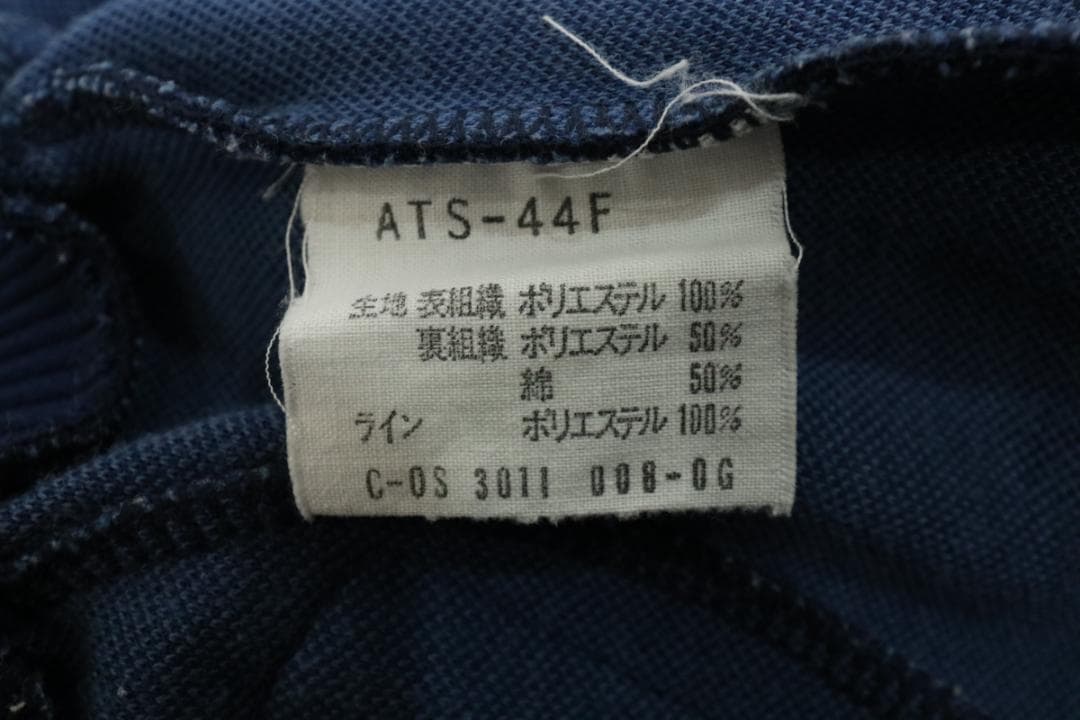 ATS-44F
生地 表組織 ポリエステル 100%
裏組織 ポリエステル 50%
綿 50%
ライン ポリエステル 100%
C-OS 3011 008-0G